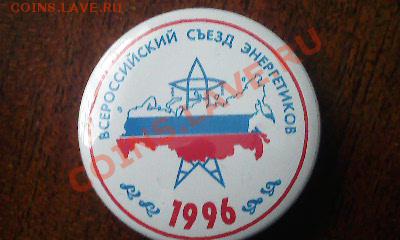 COINS.LAVE.RU
ВСЕРОССИЙСКИЙ СЪЕЗД ЭНЕРГЕТИКОВ
COINS.LAVE.RU
1996